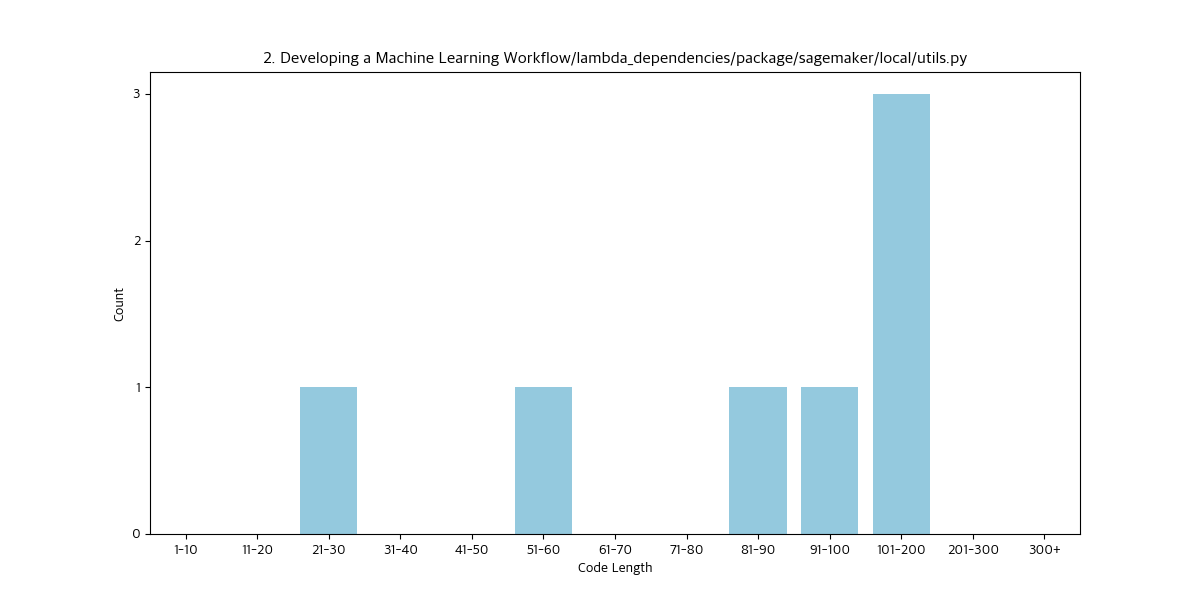 2. Developing a Machine Learning Workflow/lambda_dependencies/package/sagemaker/local/utils.py
3
2
1
0
Count
1-10 11-20 21-30 31-40 41-50 51-60 61-70 71-80 81-90 91-100 101-200 201-300 300+
Code Length